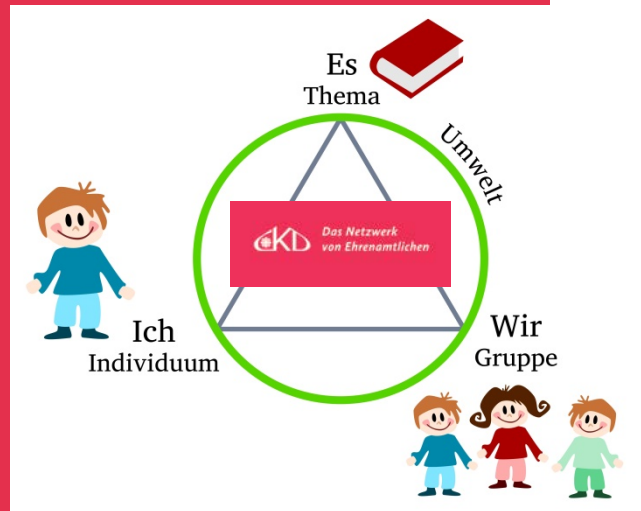 Es
Thema
Umwelt
CKD Das Netzwerk
von Ehrenamtlichen
Ich
Individuum
Wir
Gruppe